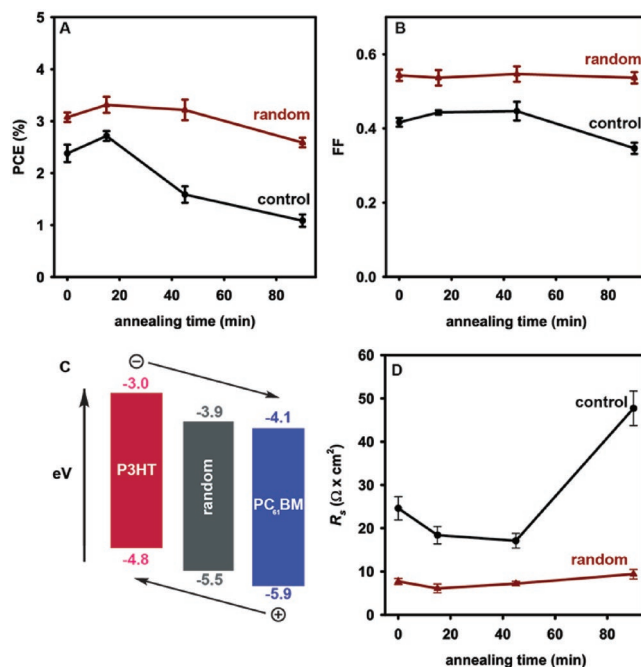 A
5
4
3
2
1
0
PCE (%)
random
control
0 20 40 60 80
annealing time (min)
B
0.6
0.4
0.2
0.0
FF
random
control
0 20 40 60 80
annealing time (min)
C
eV
⊖
-3.0
P3HT
-4.8
-3.9
random
-5.5
-4.1
PC61BM
-5.9
⊕
D
60
50
40
30
20
10
0
Rs (Ω x cm²)
control
random
0 20 40 60 80
annealing time (min)